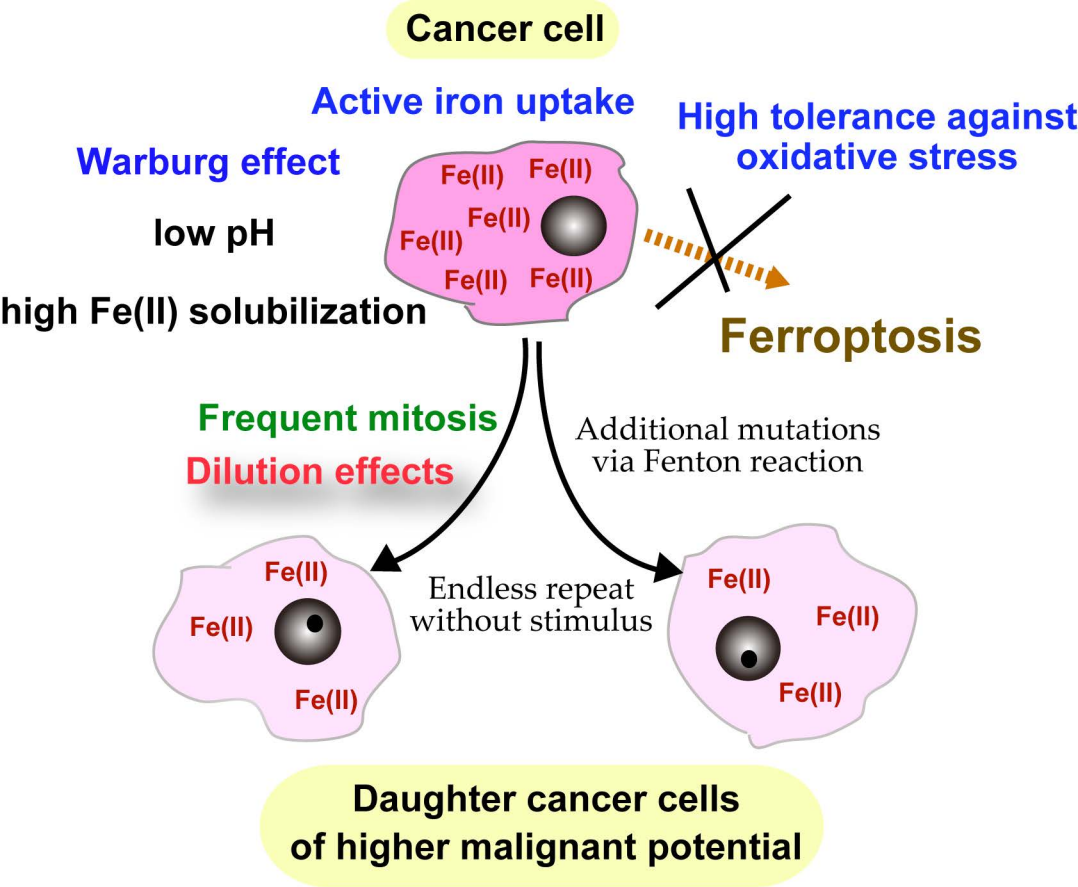 Cancer cell
Active iron uptake
High tolerance against
oxidative stress
Warburg effect
low pH
high Fe(II) solubilization
Fe(II)
Fe(II)
Fe(II)
Fe(II)
Fe(II)
Fe(II)
Ferroptosis
Frequent mitosis
Dilution effects
Additional mutations
via Fenton reaction
Endless repeat
without stimulus
Fe(II)
Fe(II)
Fe(II)
Fe(II)
Fe(II)
Fe(II)
Daughter cancer cells
of higher malignant potential